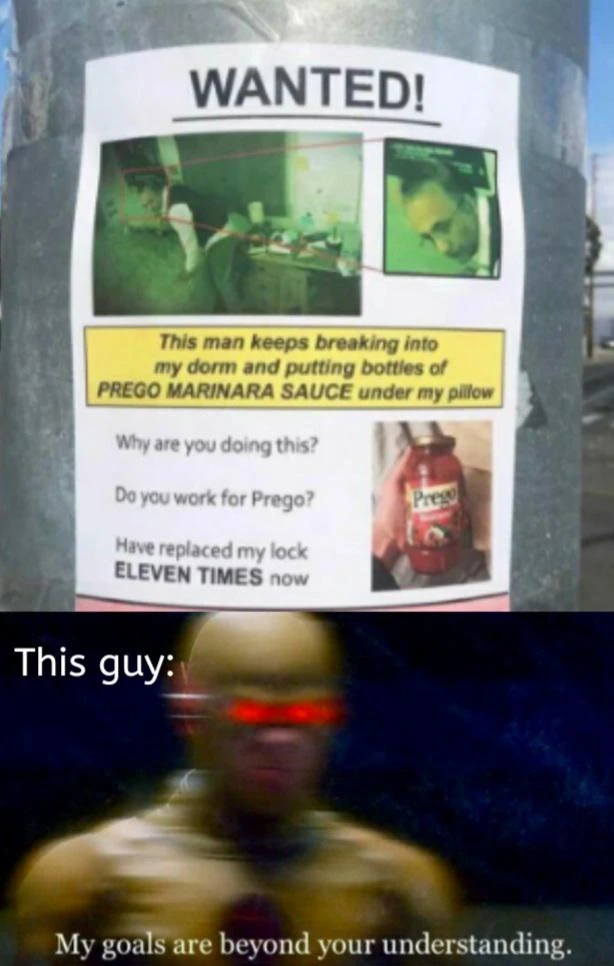 WANTED!
This man keeps breaking into
my dorm and putting bottles of
PREGO MARINARA SAUCE under my pillow
Why are you doing this?
Do you work for Prego?
Have replaced my lock
ELEVEN TIMES now
Prego
This guy:
My goals are beyond your understanding.